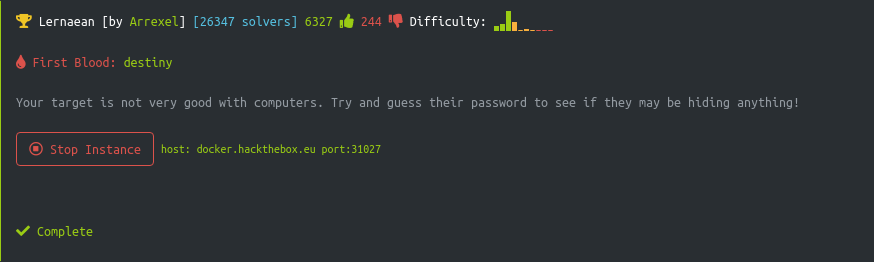 Lernaean [by Arrexel] [26347 solvers] 6327 244 Difficulty:
First Blood: destiny
Your target is not very good with computers. Try and guess their password to see if they may be hiding anything!
Stop Instance host: docker.hackthebox.eu port:31027
Complete